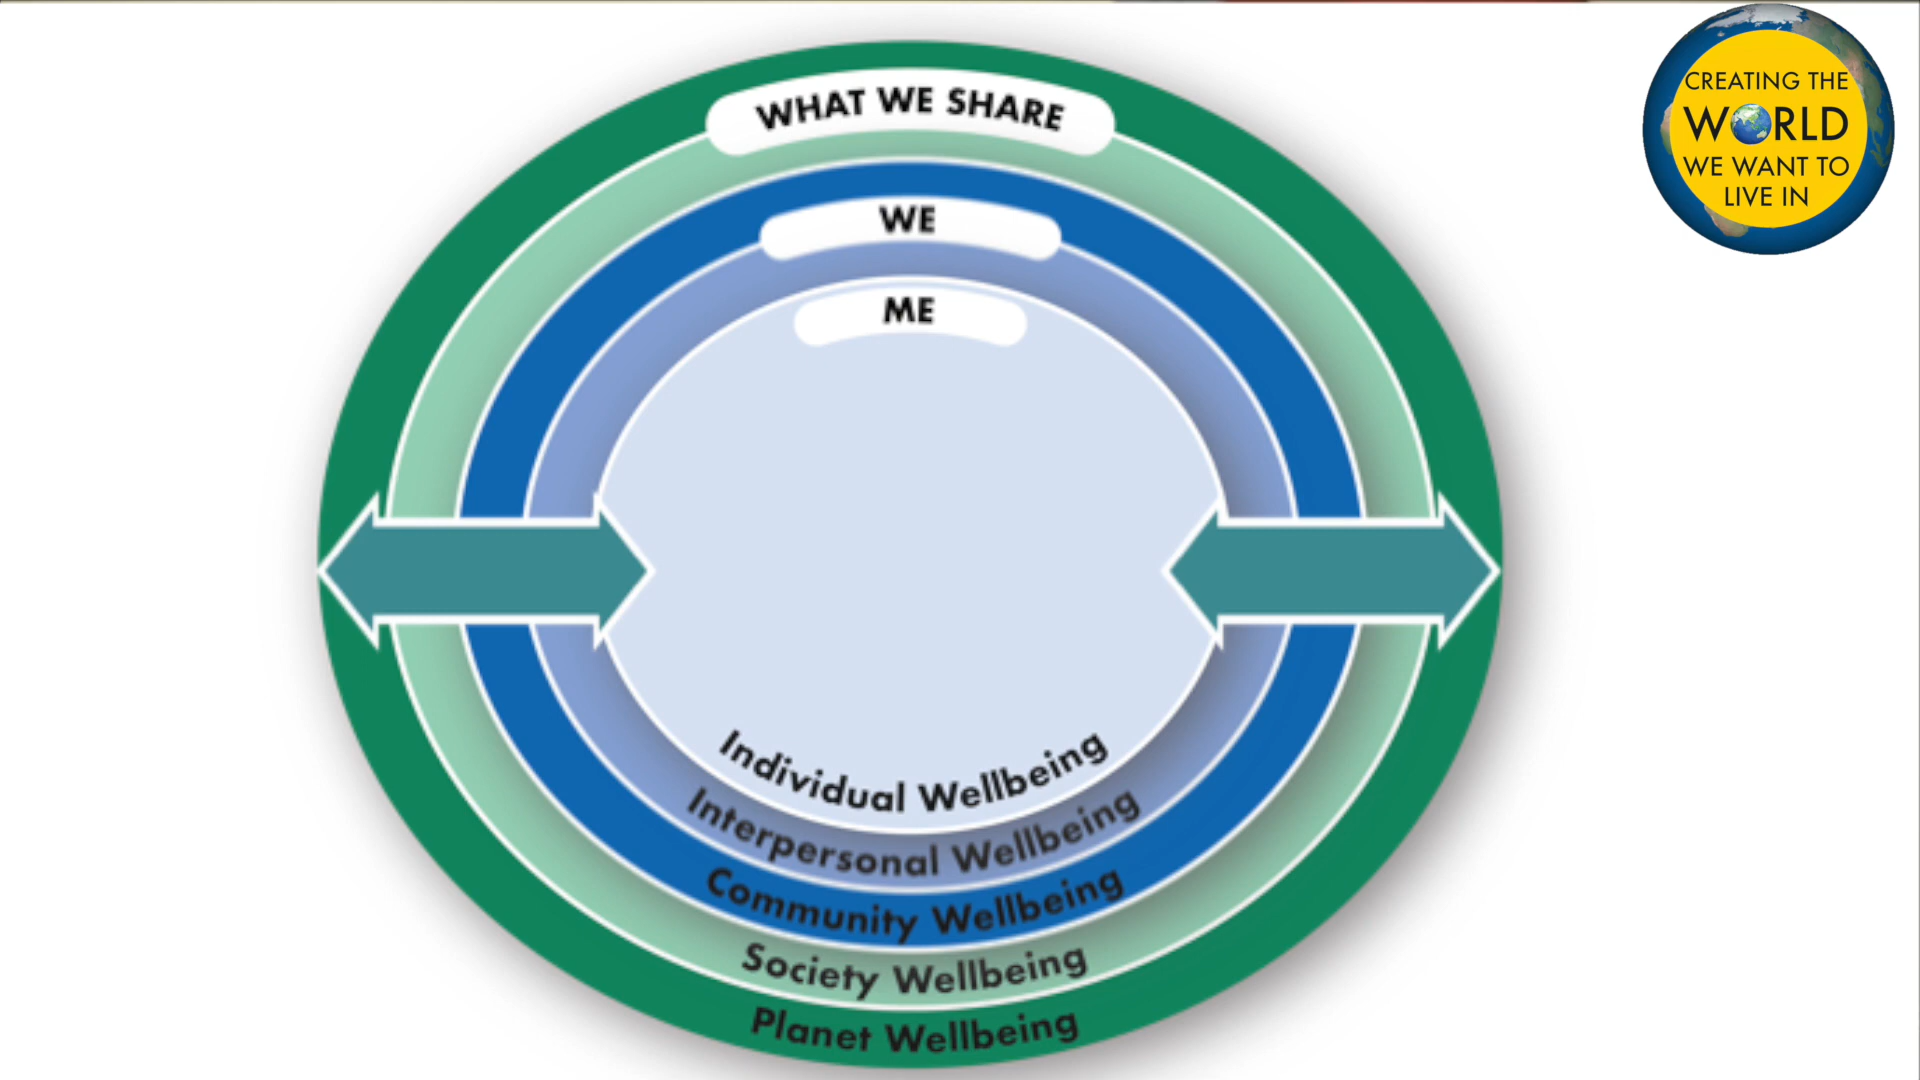 WHAT WE SHARE
WE
ME
Individual Wellbeing
Interpersonal Wellbeing
Community Wellbeing
Society Wellbeing
Planet Wellbeing
CREATING THE
WORLD
WE WANT TO
LIVE IN